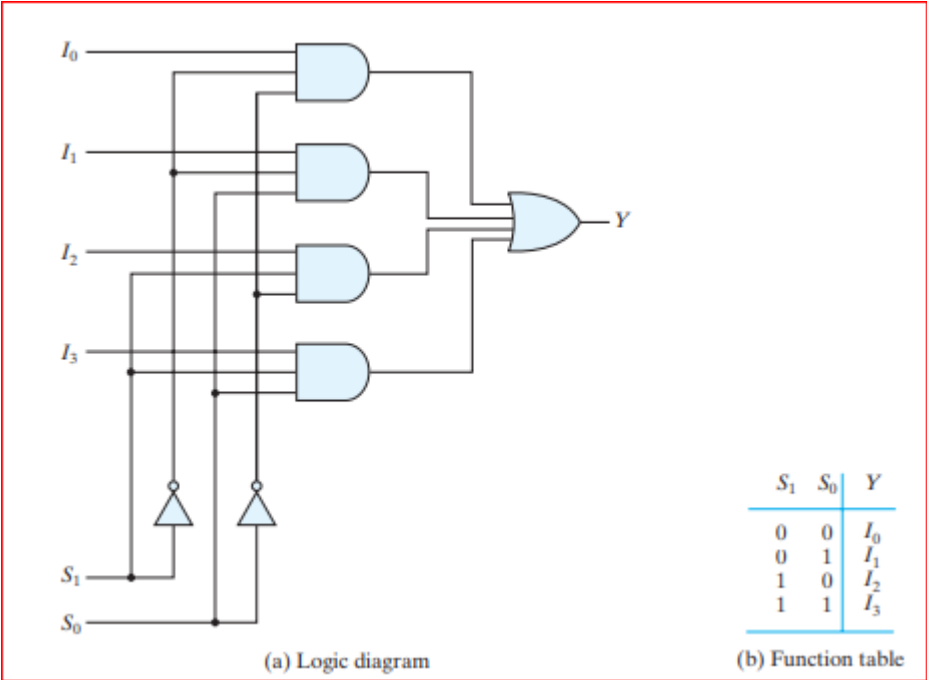 I₀
I₁
I₂
I₃
Y
S₁
S₀
(a) Logic diagram
S₁ S₀ Y
0 0 I₀
0 1 I₁
1 0 I₂
1 1 I₃
(b) Function table